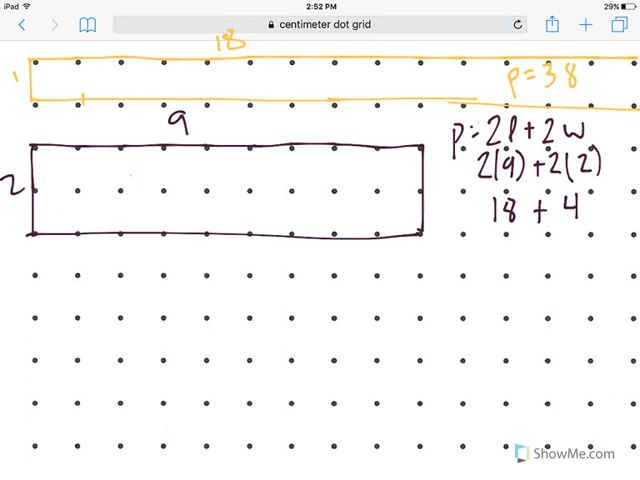 iPad
2:52 PM
29%
centimeter dot grid
18
1
p=38
9
p=2l+2w
2
2(9)+2(2)
18+4
ShowMe.com